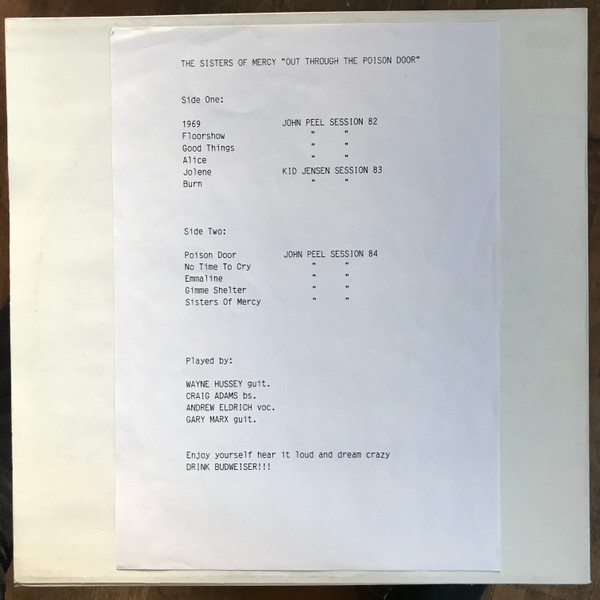 THE SISTERS OF MERCY "OUT THROUGH THE POISON DOOR"
Side One:
1969 JOHN PEEL SESSION 82
Floorshow " "
Good Things " "
Alice " "
Jolene KID JENSEN SESSION 83
Burn " "
Side Two:
Poison Door JOHN PEEL SESSION 84
No Time To Cry " "
Emmaline " "
Gimme Shelter " "
Sisters Of Mercy " "
Played by:
WAYNE HUSSEY guit.
CRAIG ADAMS bs.
ANDREW ELDRICH voc.
GARY MARX guit.
Enjoy yourself hear it loud and dream crazy
DRINK BUDWEISER!!!